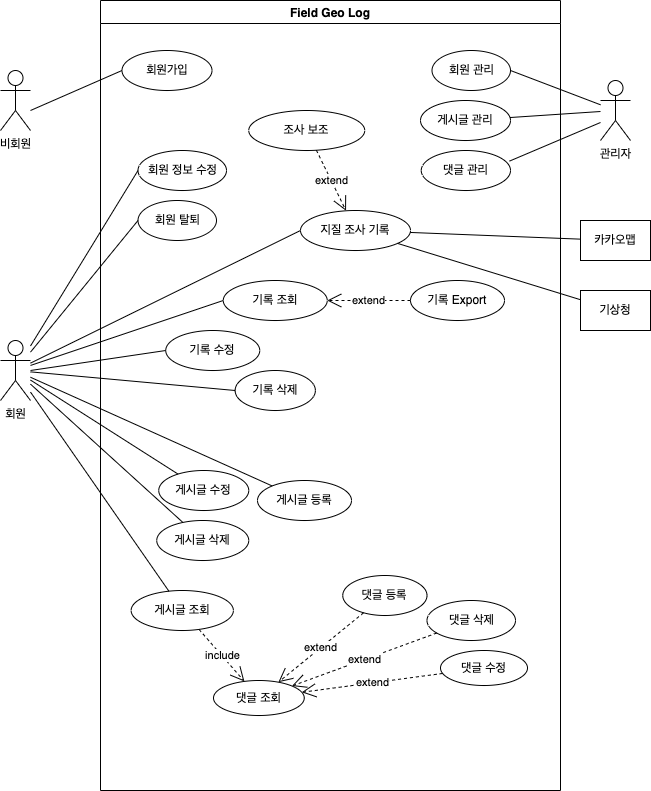 Field Geo Log
회원가입
회원 관리
비회원
게시글 관리
조사 보조
관리자
댓글 관리
회원 정보 수정
extend
회원 탈퇴
지질 조사 기록
카카오맵
기록 조회
extend
기록 Export
기상청
기록 수정
기록 삭제
회원
게시글 수정
게시글 등록
게시글 삭제
댓글 등록
게시글 조회
댓글 삭제
extend
include
extend
댓글 수정
extend
댓글 조회